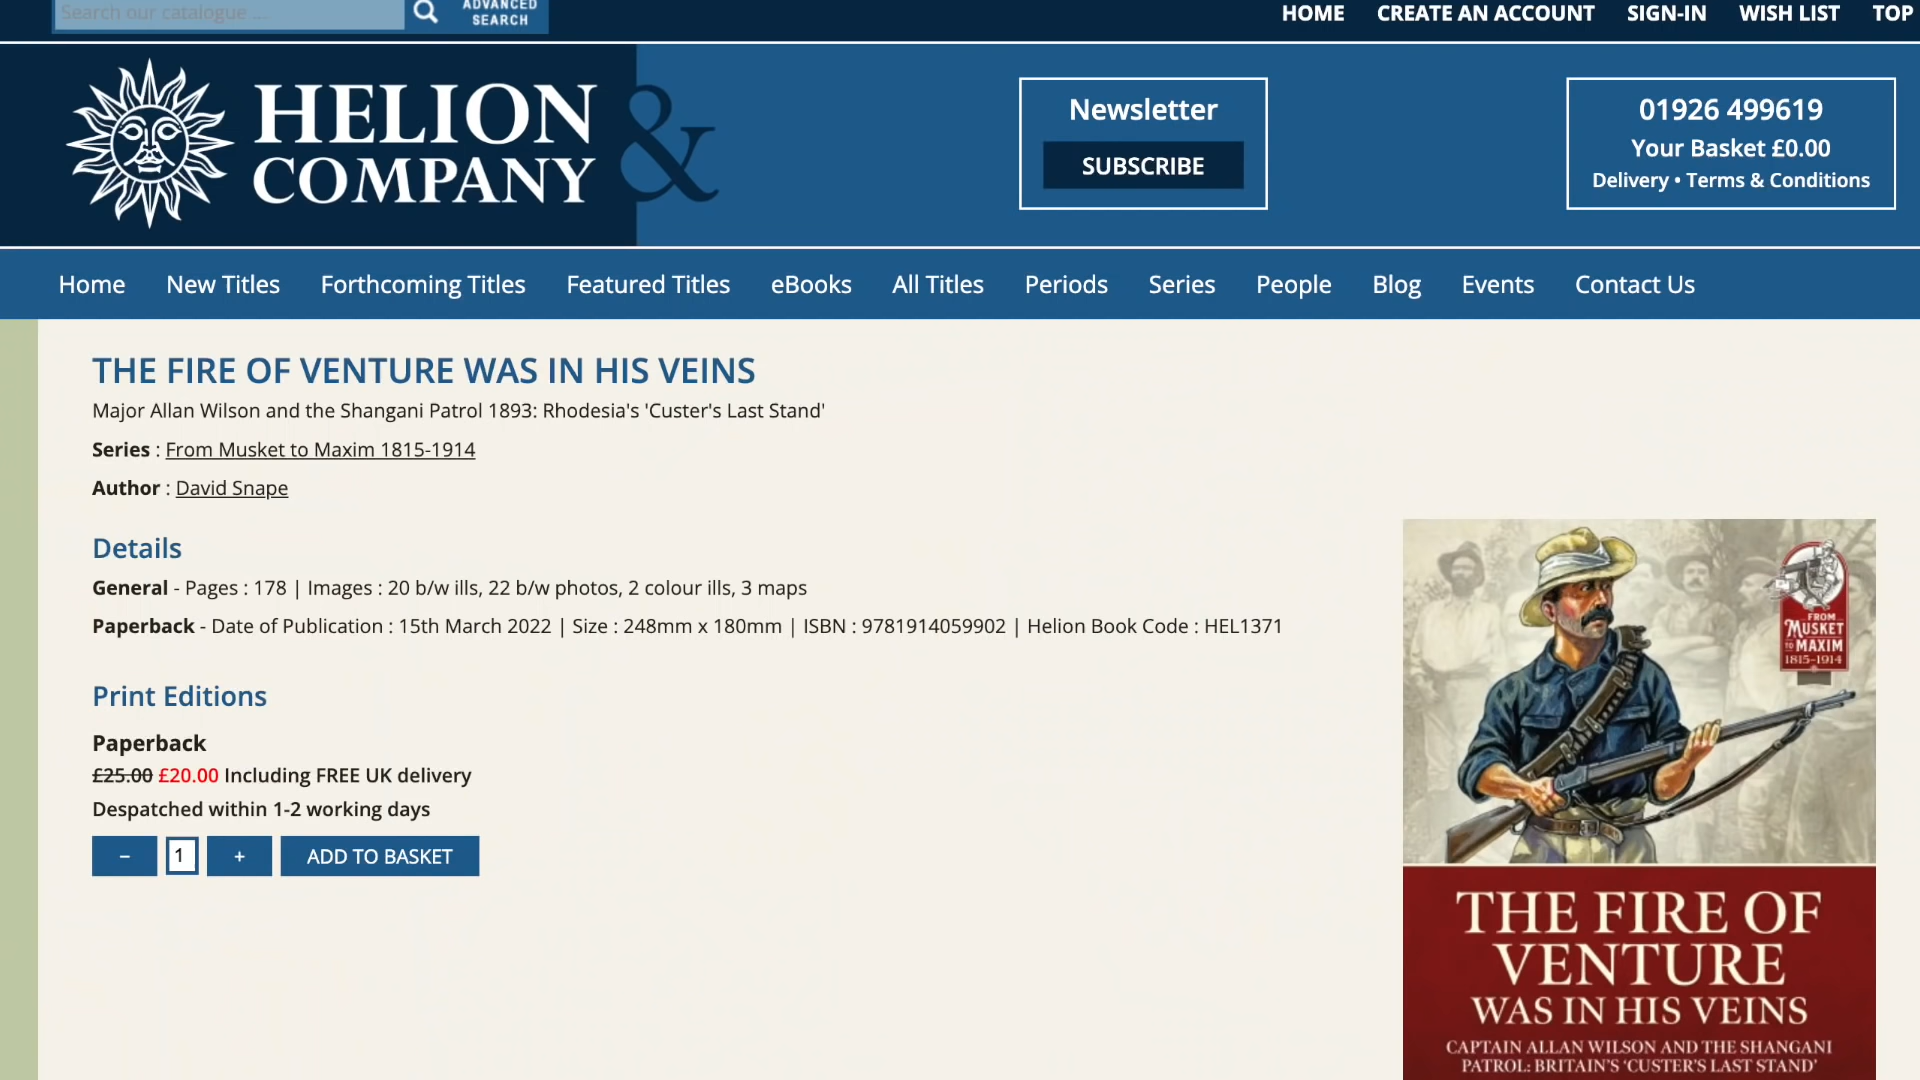 Search our catalogue ....
ADVANCED
SEARCH
HOME CREATE AN ACCOUNT SIGN-IN WISH LIST TOP
HELION &
COMPANY
Newsletter
SUBSCRIBE
01926 499619
Your Basket £0.00
Delivery • Terms & Conditions
Home New Titles Forthcoming Titles Featured Titles eBooks All Titles Periods Series People Blog Events Contact Us
THE FIRE OF VENTURE WAS IN HIS VEINS
Major Allan Wilson and the Shangani Patrol 1893: Rhodesia's 'Custer's Last Stand'
Series : From Musket to Maxim 1815-1914
Author : David Snape
Details
General - Pages : 178 | Images : 20 b/w ills, 22 b/w photos, 2 colour ills, 3 maps
Paperback - Date of Publication : 15th March 2022 | Size : 248mm x 180mm | ISBN : 9781914059902 | Helion Book Code : HEL1371
Print Editions
Paperback
£25.00 £20.00 Including FREE UK delivery
Despatched within 1-2 working days
− 1 + ADD TO BASKET
FROM
MUSKET
TO MAXIM
1815-1914
THE FIRE OF
VENTURE
WAS IN HIS VEINS
CAPTAIN ALLAN WILSON AND THE SHANGANI
PATROL: BRITAIN'S 'CUSTER'S LAST STAND'